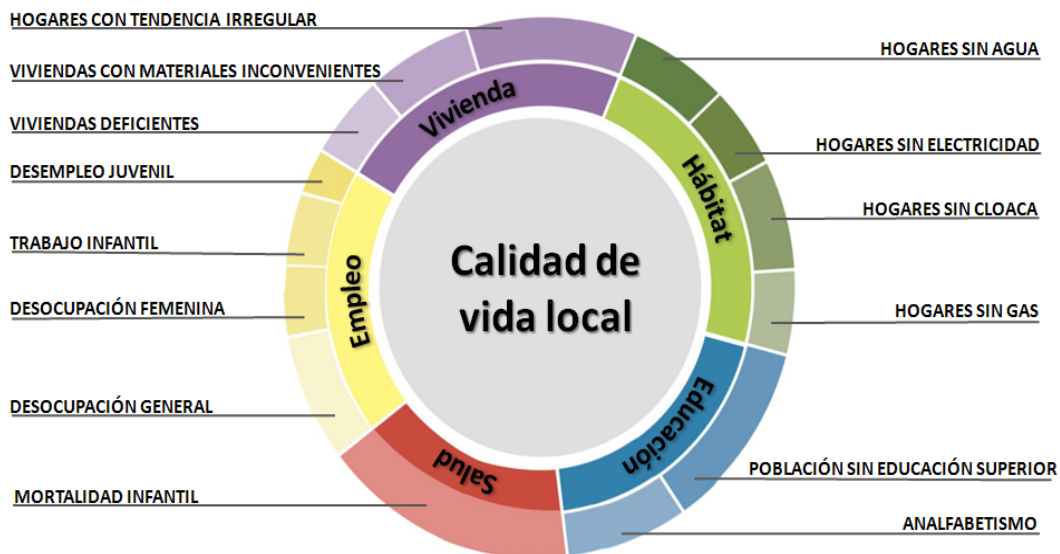 HOGARES CON TENDENCIA IRREGULAR
VIVIENDAS CON MATERIALES INCONVENIENTES
VIVIENDAS DEFICIENTES
DESEMPLEO JUVENIL
TRABAJO INFANTIL
DESOCUPACIÓN FEMENINA
DESOCUPACIÓN GENERAL
MORTALIDAD INFANTIL
Vivienda
Hábitat
Empleo
Educación
Salud
Calidad de
vida local
HOGARES SIN AGUA
HOGARES SIN ELECTRICIDAD
HOGARES SIN CLOACA
HOGARES SIN GAS
POBLACIÓN SIN EDUCACIÓN SUPERIOR
ANALFABETISMO